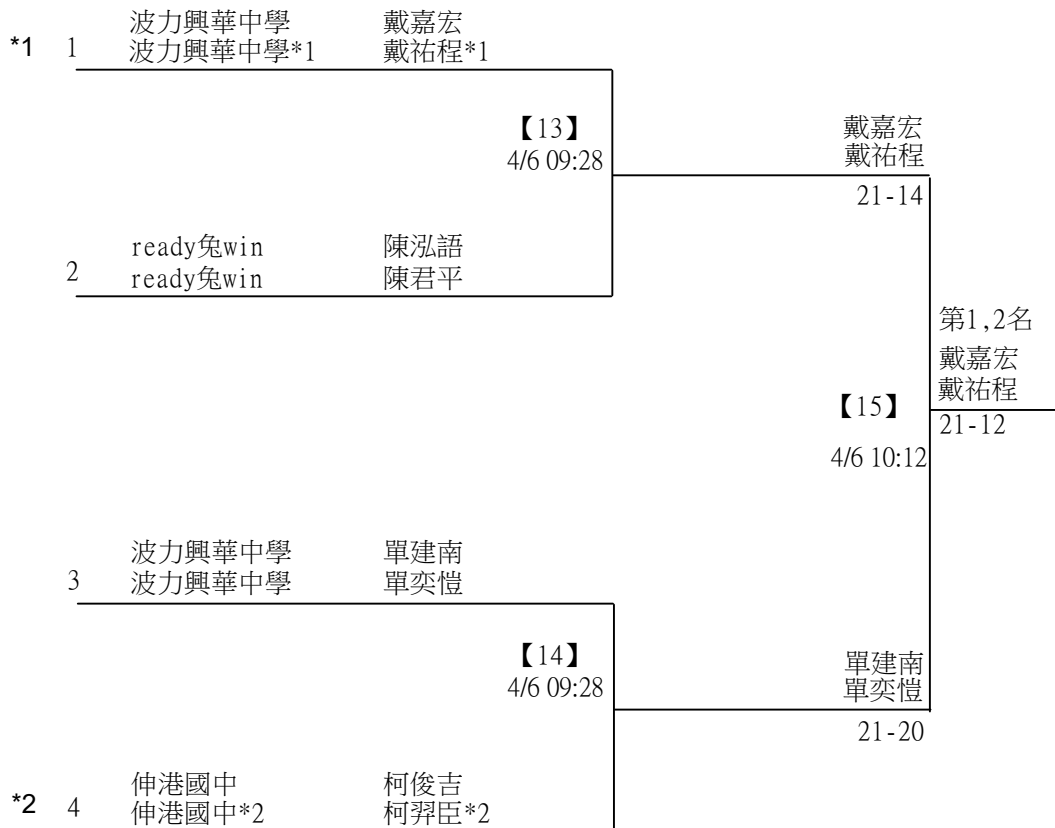 波力興華中學 戴嘉宏
*1 1 波力興華中學*1 戴祐程*1
【13】
4/6 09:28
戴嘉宏
戴祐程
21-14
ready兔win 陳泓語
2 ready兔win 陳君平
第1,2名
戴嘉宏
戴祐程
【15】
21-12
4/6 10:12
波力興華中學 單建南
3 波力興華中學 單奕愷
【14】
4/6 09:28
單建南
單奕愷
21-20
伸港國中 柯俊吉
*2 4 伸港國中*2 柯羿臣*2